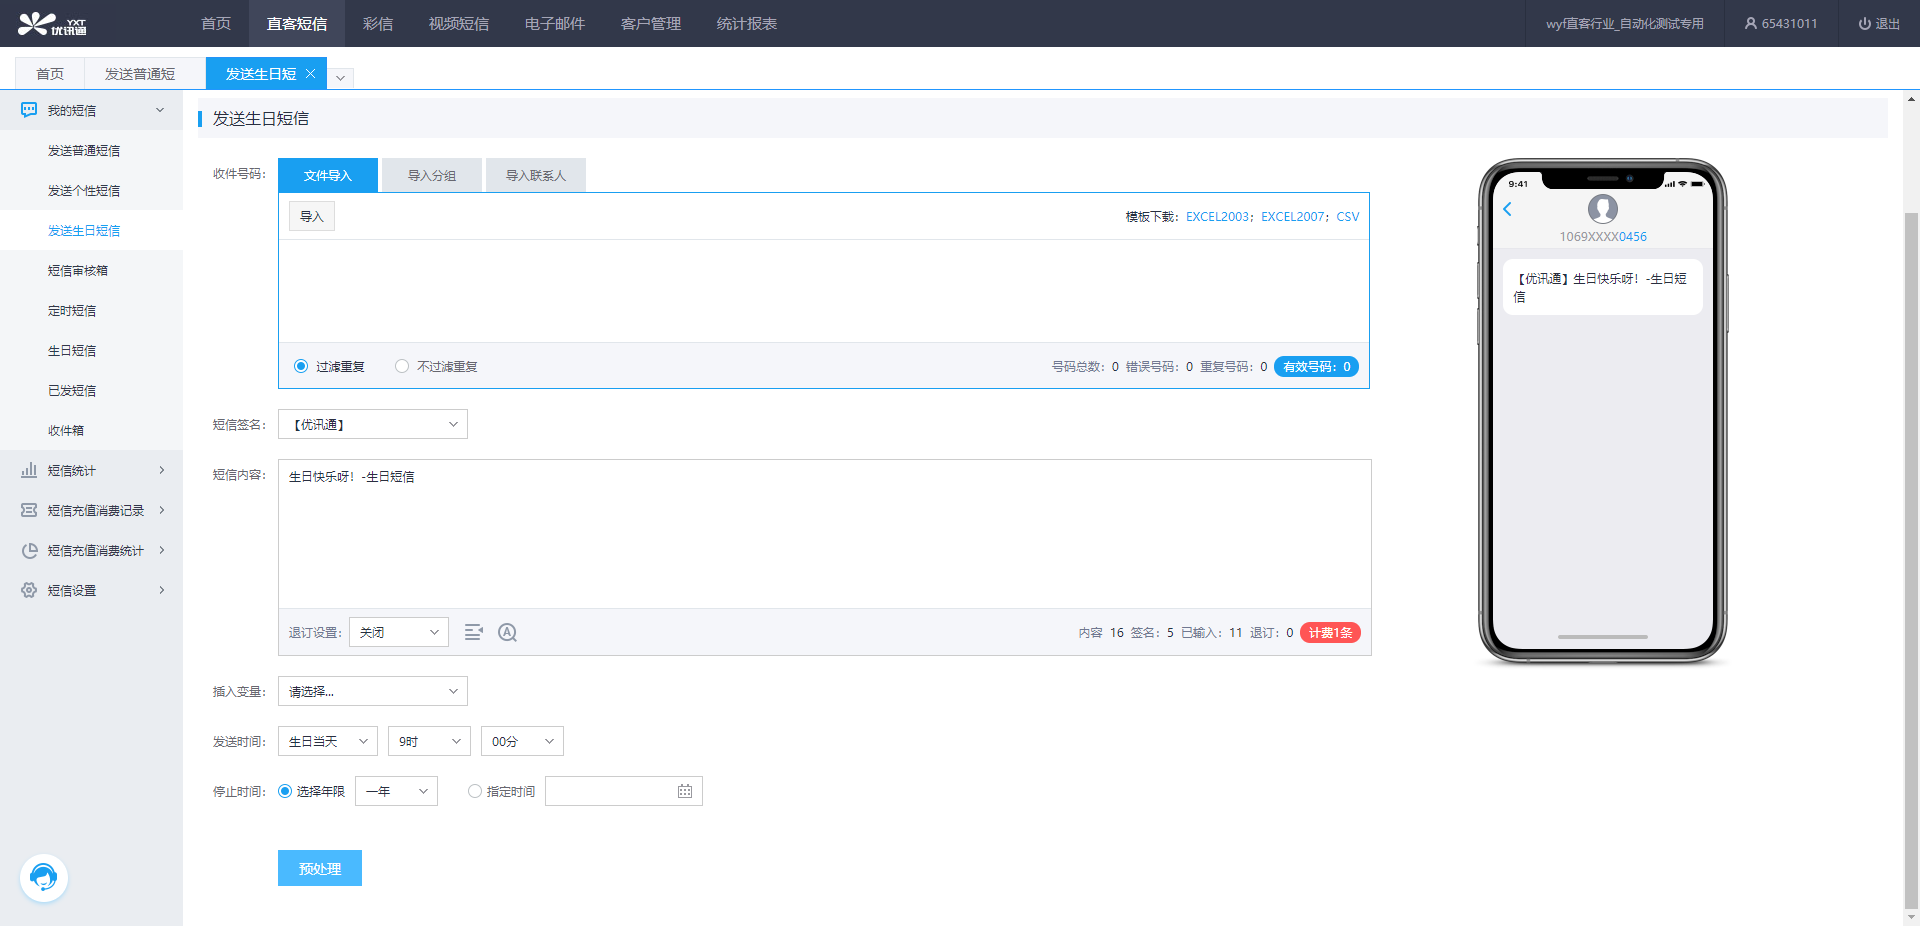 YXT
优讯通
首页
直客短信
彩信
视频短信
电子邮件
客户管理
统计报表
wyf直客行业_自动化测试专用
65431011
退出
首页
发送普通短
发送生日短
我的短信
发送普通短信
发送个性短信
发送生日短信
短信审核箱
定时短信
生日短信
已发短信
收件箱
短信统计
短信充值消费记录
短信充值消费统计
短信设置
发送生日短信
收件号码：
文件导入
导入分组
导入联系人
导入
模板下载：EXCEL2003；EXCEL2007；CSV
过滤重复
不过滤重复
号码总数：0 错误号码：0 重复号码：0 有效号码：0
短信签名：
【优讯通】
短信内容：
生日快乐呀！-生日短信
退订设置：
关闭
内容 16 签名：5 已输入：11 退订：0 计费1条
插入变量：
请选择...
发送时间：
生日当天
9时
00分
停止时间：
选择年限
一年
指定时间
预处理
9:41
1069XXXX0456
【优讯通】生日快乐呀！-生日短
信